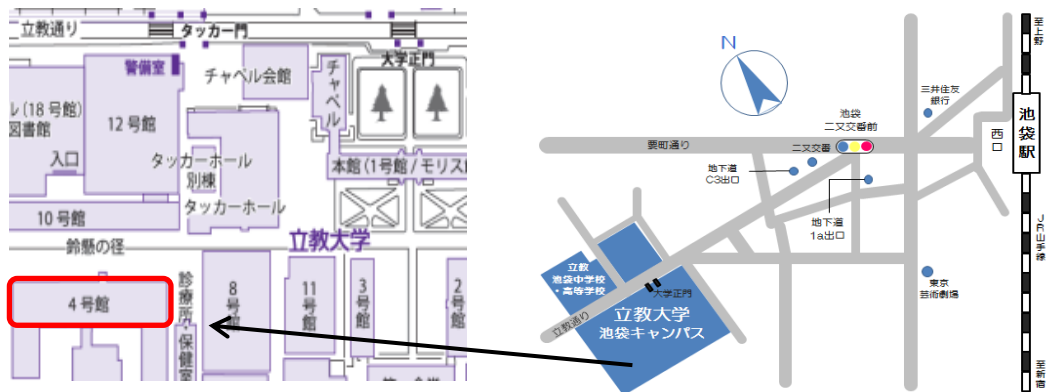 立教通り
タッカー門
警備室
チャペル会館
チャペル
大学正門
ル(18号館)
図書館
12号館
入口
タッカーホール
別棟
本館(1号館/モリス
タッカーホール
10号館
立教大学
鈴懸の径
4号館
診療所・保健室
8号館
11号館
3号館
2号館
N
至上野
三井住友
銀行
池袋
二又交番前
池袋駅
西口
要町通り
二又交番
地下道
C3出口
地下道
1a出口
JR山手線
立教
池袋中学校
・高等学校
大学正門
東京
芸術劇場
立教通り
立教大学
池袋キャンパス
至新宿